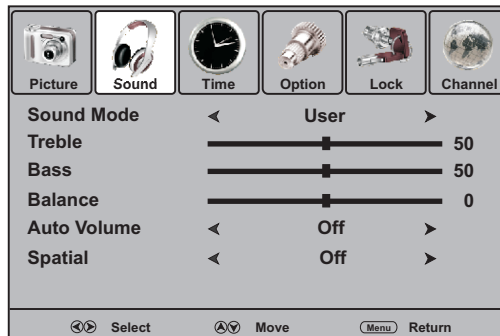 Picture Sound Time Option Lock Channel
Sound Mode User
Treble 50
Bass 50
Balance 0
Auto Volume Off
Spatial Off
Select Move Menu Return